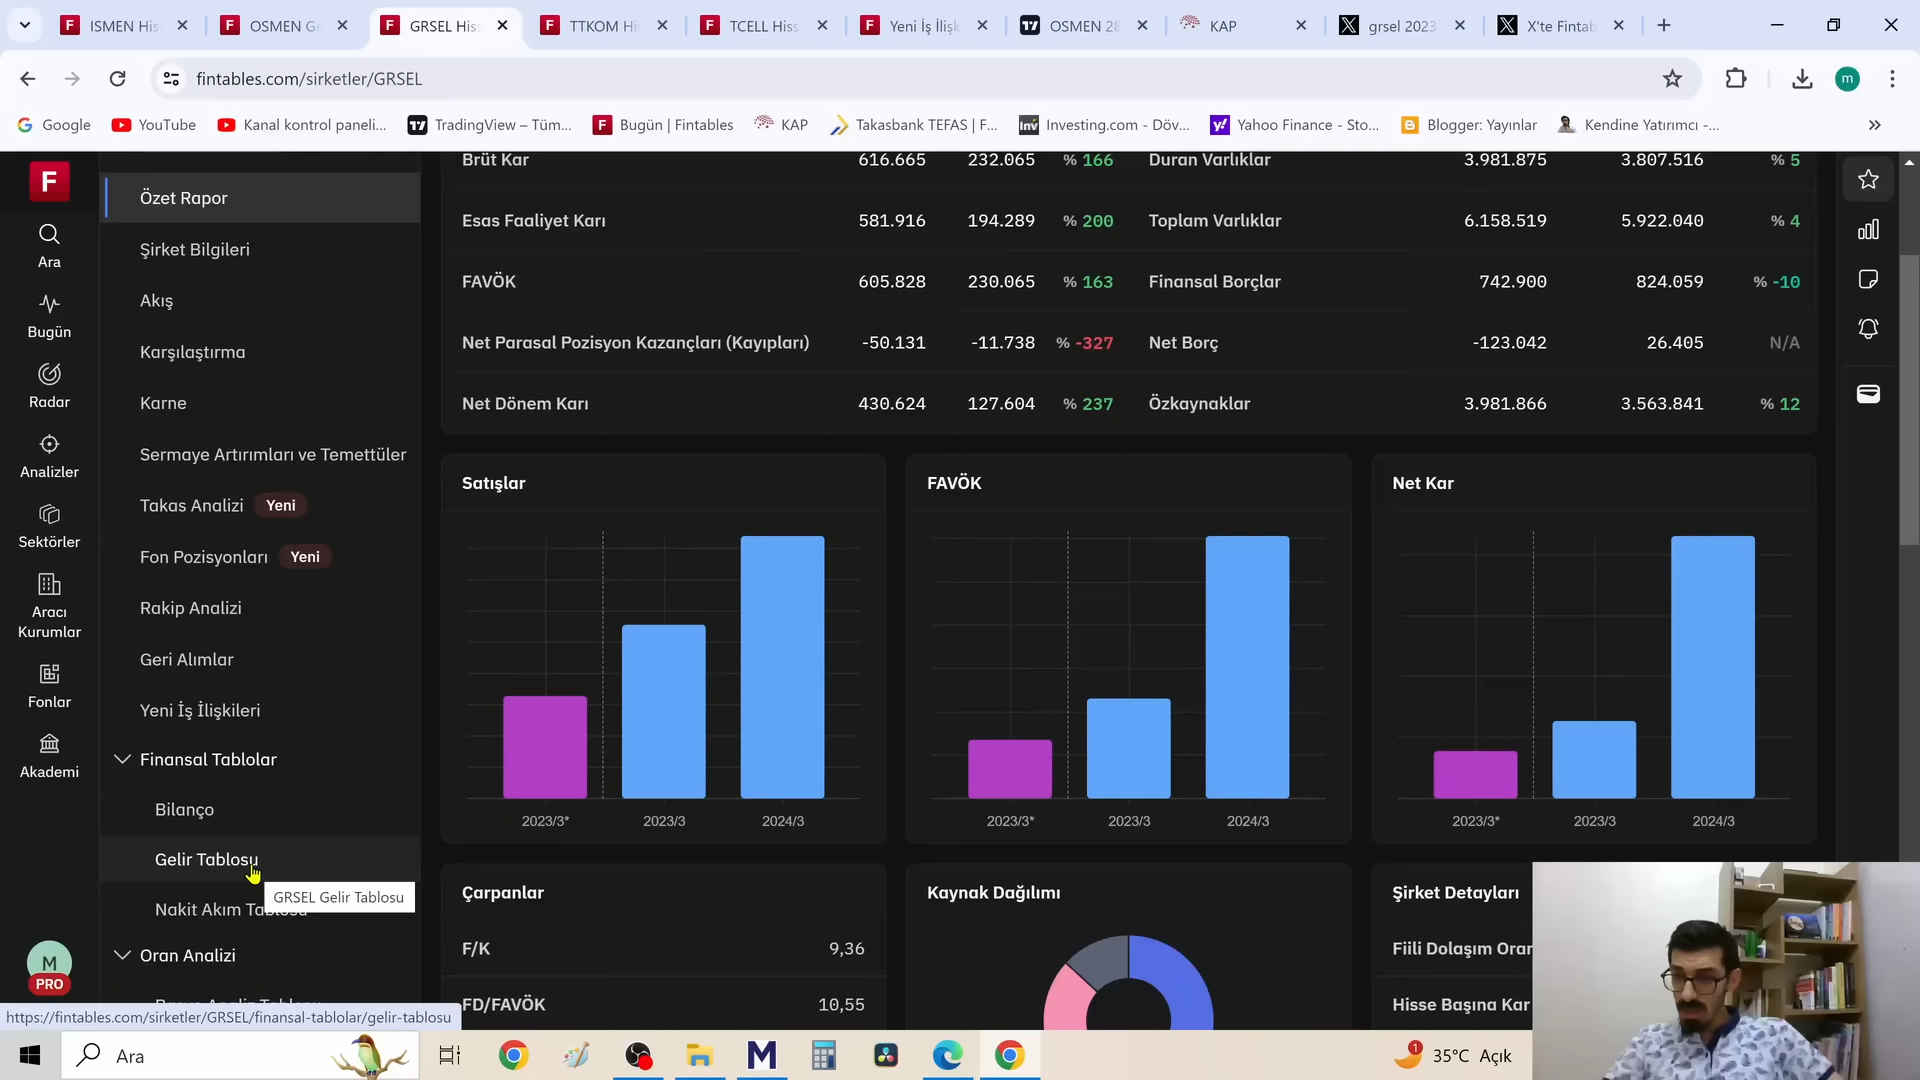 ISMEN His
OSMEN Ge
GRSEL His
TTKOM Hi
TCELL Hiss
Yeni İş İlişk
OSMEN 28
KAP
grsel 2023
X'te Fintab
fintables.com/sirketler/GRSEL
m
Google
YouTube
Kanal kontrol paneli...
TradingView – Tüm...
Bugün | Fintables
KAP
Takasbank TEFAS | F...
Investing.com - Döv...
Yahoo Finance - Sto...
Blogger: Yayınlar
Kendine Yatırımcı -...
F
Ara
Bugün
Radar
Analizler
Sektörler
Aracı
Kurumlar
Fonlar
Akademi
M
PRO
Özet Rapor
Şirket Bilgileri
Akış
Karşılaştırma
Karne
Sermaye Artırımları ve Temettüler
Takas Analizi Yeni
Fon Pozisyonları Yeni
Rakip Analizi
Geri Alımlar
Yeni İş İlişkileri
Finansal Tablolar
Bilanço
Gelir Tablosu
GRSEL Gelir Tablosu
Nakit Akım Tablosu
Oran Analizi
Brüt Kar 616.665 232.065 % 166 Duran Varlıklar 3.981.875 3.807.516 % 5
Esas Faaliyet Karı 581.916 194.289 % 200 Toplam Varlıklar 6.158.519 5.922.040 % 4
FAVÖK 605.828 230.065 % 163 Finansal Borçlar 742.900 824.059 % -10
Net Parasal Pozisyon Kazançları (Kayıpları) -50.131 -11.738 % -327 Net Borç -123.042 26.405 N/A
Net Dönem Karı 430.624 127.604 % 237 Özkaynaklar 3.981.866 3.563.841 % 12
Satışlar
2023/3* 2023/3 2024/3
FAVÖK
2023/3* 2023/3 2024/3
Net Kar
2023/3* 2023/3 2024/3
Çarpanlar
F/K 9,36
FD/FAVÖK 10,55
Kaynak Dağılımı
Şirket Detayları
Fiili Dolaşım Oran
Hisse Başına Kar
https://fintables.com/sirketler/GRSEL/finansal-tablolar/gelir-tablosu
Ara
1
35°C Açık